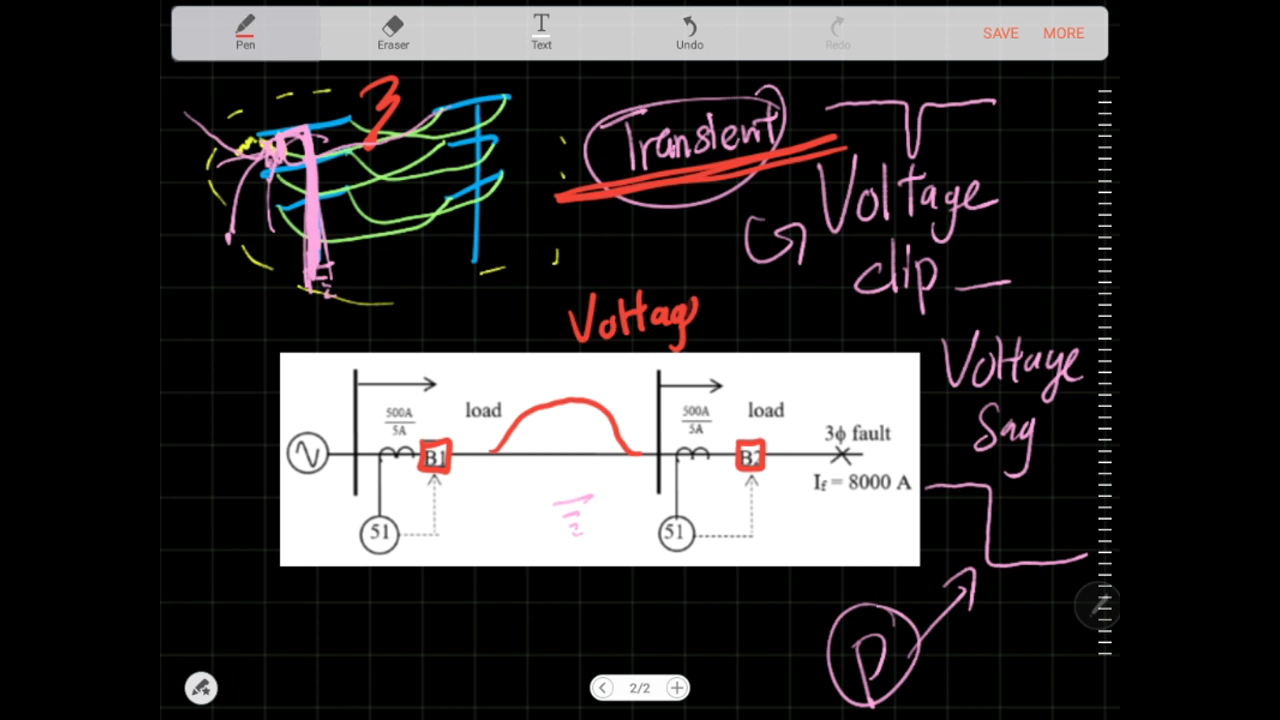 Pen
Eraser
T
Text
Undo
Redo
SAVE
MORE
3
Transient
Voltage
clip
Voltag
Voltage
Sag
500A
5A
load
500A
5A
load
3ϕ fault
B1
B2
If = 8000 A
51
51
P
2/2